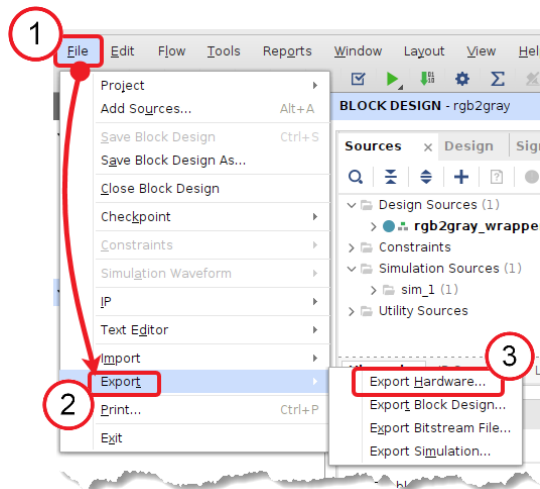 1
File Edit Flow Tools Reports Window Layout View
Project
Add Sources... Alt+A
BLOCK DESIGN - rgb2gray
Save Block Design Ctrl+S
Save Block Design As...
Close Block Design
Checkpoint
Constraints
Simulation Waveform
IP
Text Editor
Import
Export
2
Print... Ctrl+P
Exit
Sources × Design
Design Sources (1)
rgb2gray_wrappe
Constraints
Simulation Sources (1)
sim_1 (1)
Utility Sources
3
Export Hardware...
Export Block Design...
Export Bitstream File...
Export Simulation...